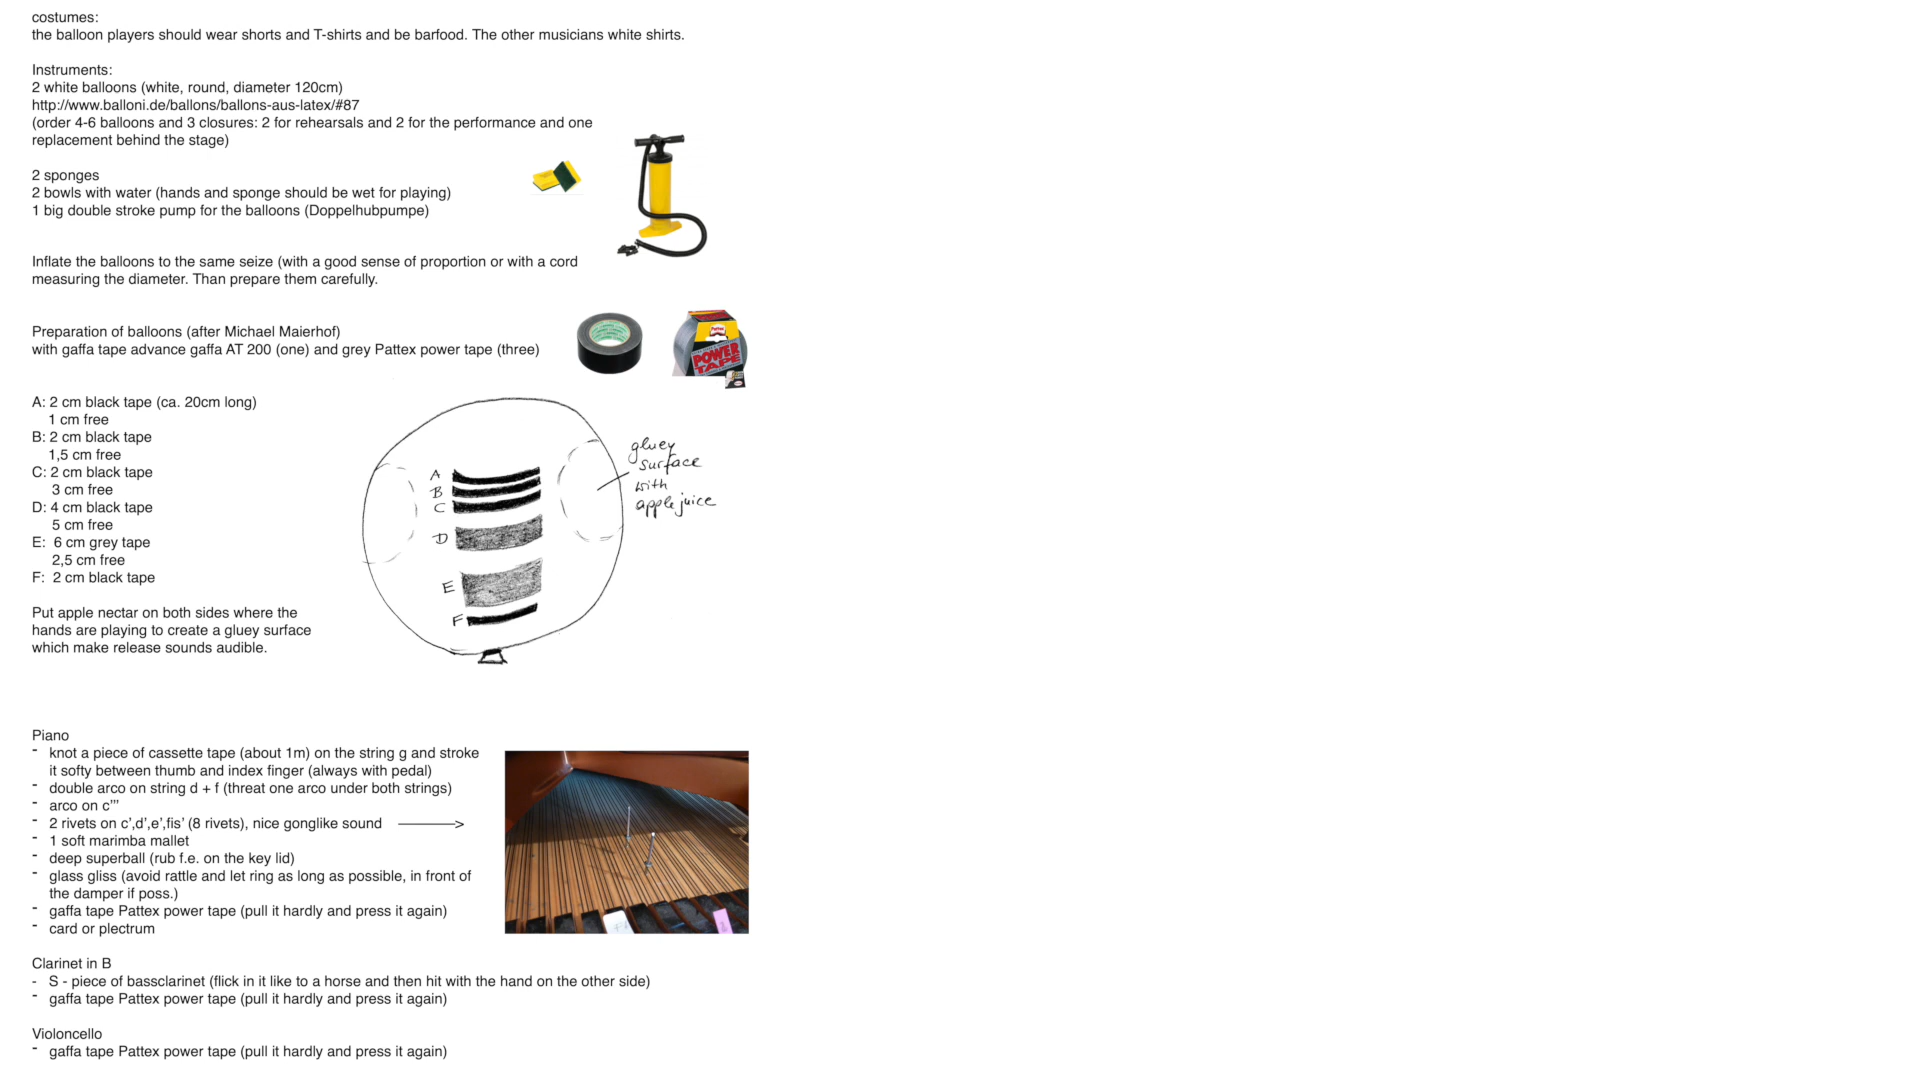 costumes:
the balloon players should wear shorts and T-shirts and be barfood. The other musicians white shirts.
Instruments:
2 white balloons (white, round, diameter 120cm)
http://www.balloni.de/ballons/ballons-aus-latex/#87
(order 4-6 balloons and 3 closures: 2 for rehearsals and 2 for the performance and one
replacement behind the stage)
2 sponges
2 bowls with water (hands and sponge should be wet for playing)
1 big double stroke pump for the balloons (Doppelhubpumpe)
Inflate the balloons to the same seize (with a good sense of proportion or with a cord
measuring the diameter. Than prepare them carefully.
Preparation of balloons (after Michael Maierhof)
with gaffa tape advance gaffa AT 200 (one) and grey Pattex power tape (three)
POWER
TAPE
A: 2 cm black tape (ca. 20cm long)
1 cm free
B: 2 cm black tape
1,5 cm free
C: 2 cm black tape
3 cm free
D: 4 cm black tape
5 cm free
E: 6 cm grey tape
2,5 cm free
F: 2 cm black tape
A
B
C
D
E
F
gluey
surface
with
apple juice
Put apple nectar on both sides where the
hands are playing to create a gluey surface
which make release sounds audible.
Piano
- knot a piece of cassette tape (about 1m) on the string g and stroke
it softy between thumb and index finger (always with pedal)
- double arco on string d + f (threat one arco under both strings)
- arco on c'''
- 2 rivets on c',d',e',fis' (8 rivets), nice gonglike sound
- 1 soft marimba mallet
- deep superball (rub f.e. on the key lid)
- glass gliss (avoid rattle and let ring as long as possible, in front of
the damper if poss.)
- gaffa tape Pattex power tape (pull it hardly and press it again)
- card or plectrum
Clarinet in B
- S - piece of bassclarinet (flick in it like to a horse and then hit with the hand on the other side)
- gaffa tape Pattex power tape (pull it hardly and press it again)
Violoncello
- gaffa tape Pattex power tape (pull it hardly and press it again)